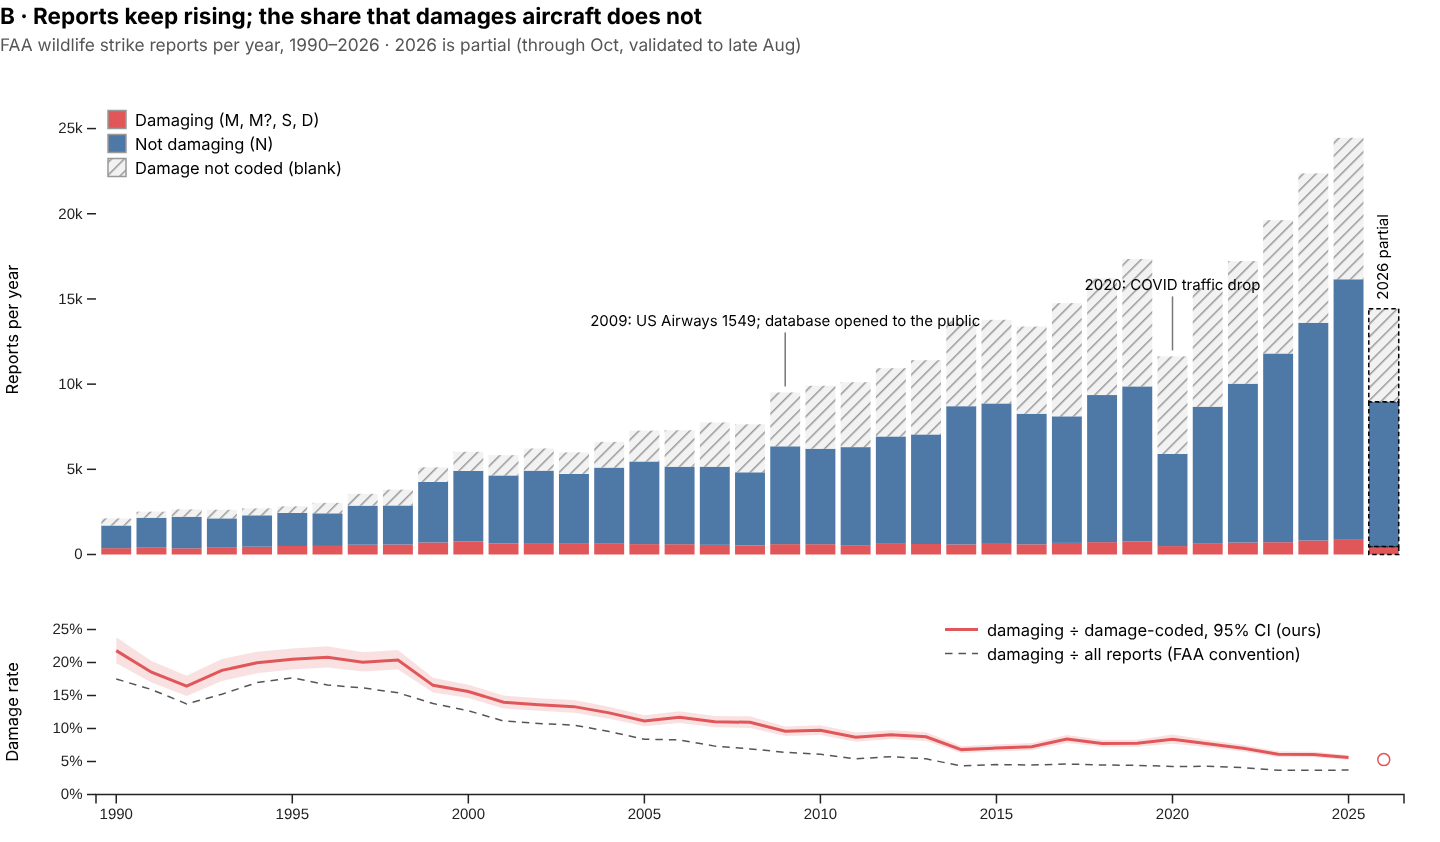 B · Reports keep rising; the share that damages aircraft does not
FAA wildlife strike reports per year, 1990–2026 · 2026 is partial (through Oct, validated to late Aug)
Damaging (M, M?, S, D)
Not damaging (N)
Damage not coded (blank)
Reports per year
25k
20k
15k
10k
5k
0
2009: US Airways 1549; database opened to the public
2020: COVID traffic drop
2026 partial
damaging ÷ damage-coded, 95% CI (ours)
damaging ÷ all reports (FAA convention)
Damage rate
25%
20%
15%
10%
5%
0%
1990
1995
2000
2005
2010
2015
2020
2025